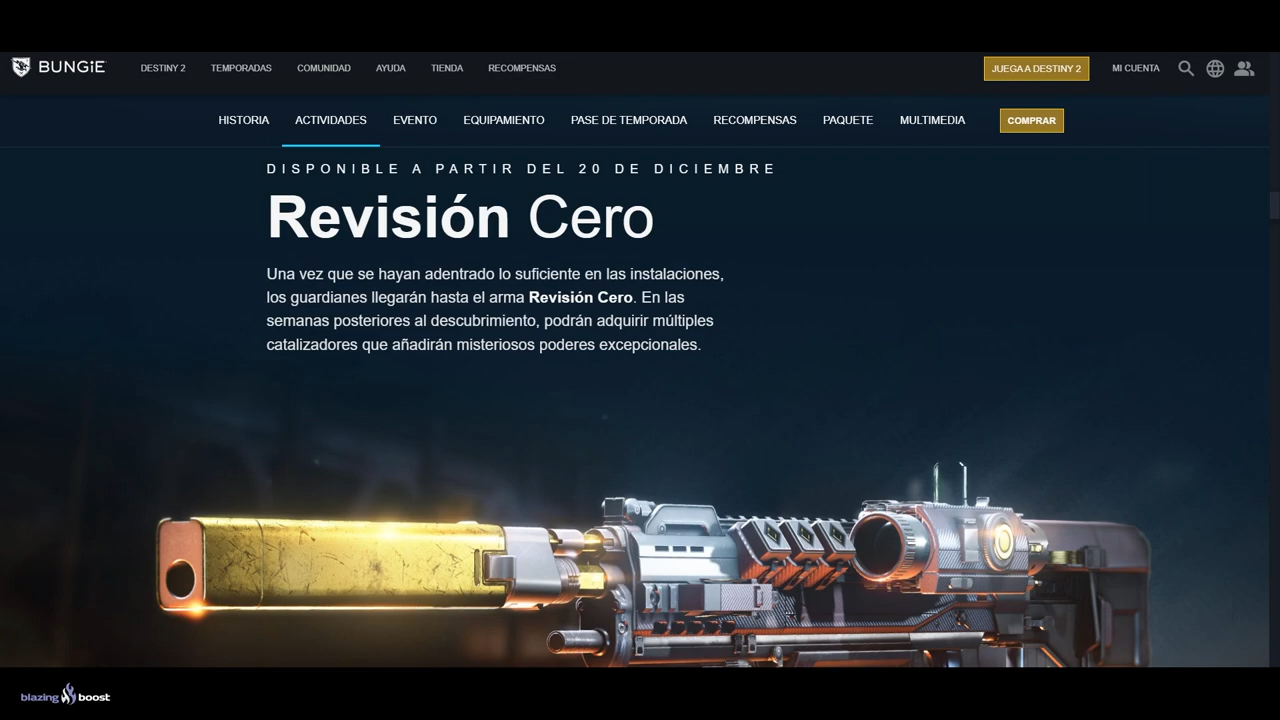 BUNGiE
DESTINY 2 TEMPORADAS COMUNIDAD AYUDA TIENDA RECOMPENSAS
JUEGA A DESTINY 2
MI CUENTA
HISTORIA ACTIVIDADES EVENTO EQUIPAMIENTO PASE DE TEMPORADA RECOMPENSAS PAQUETE MULTIMEDIA
COMPRAR
DISPONIBLE A PARTIR DEL 20 DE DICIEMBRE
Revisión Cero
Una vez que se hayan adentrado lo suficiente en las instalaciones,
los guardianes llegarán hasta el arma Revisión Cero. En las
semanas posteriores al descubrimiento, podrán adquirir múltiples
catalizadores que añadirán misteriosos poderes excepcionales.
blazing boost